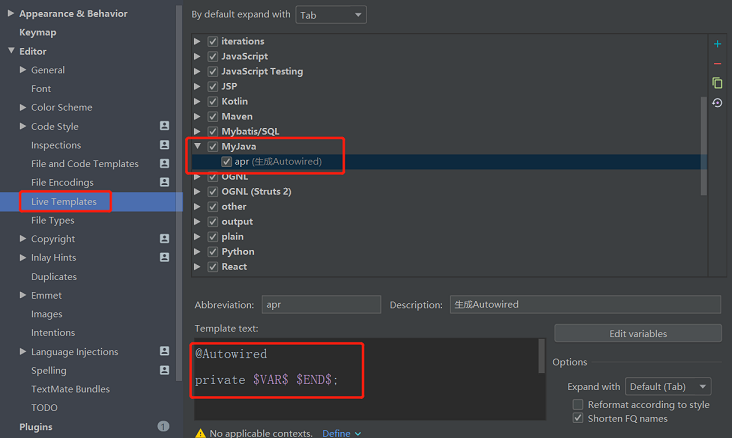 Appearance & Behavior
Keymap
Editor
General
Font
Color Scheme
Code Style
Inspections
File and Code Templates
File Encodings
Live Templates
File Types
Copyright
Inlay Hints
Duplicates
Emmet
Images
Intentions
Language Injections
Spelling
TextMate Bundles
TODO
Plugins 1
By default expand with Tab
iterations
JavaScript
JavaScript Testing
JSP
Kotlin
Maven
Mybatis/SQL
MyJava
apr (生成Autowired)
OGNL
OGNL (Struts 2)
other
output
plain
Python
React
Abbreviation: apr Description: 生成Autowired
Template text:
@Autowired
private $VAR$ $END$;
No applicable contexts. Define
Edit variables
Options
Expand with Default (Tab)
Reformat according to style
Shorten FQ names